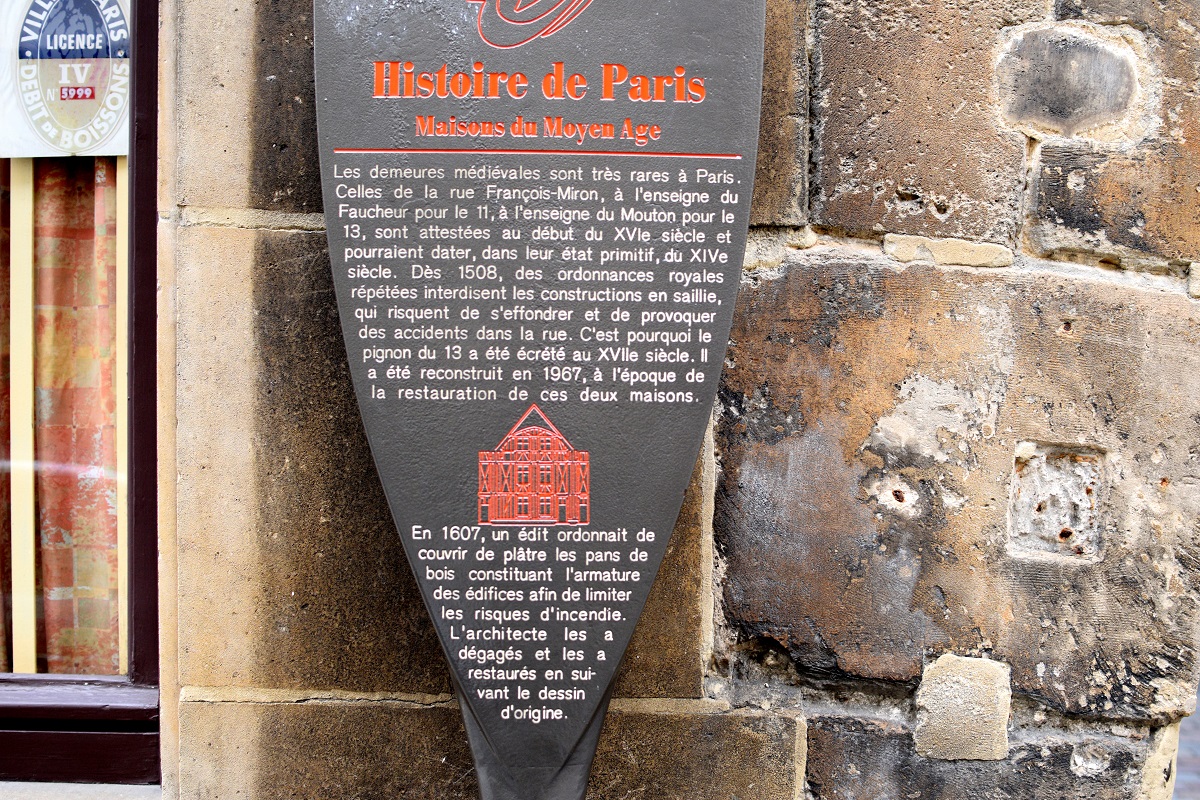 VILLE DE PARIS
LICENCE
IV
N° 5999
DEBIT DE BOISSONS
Histoire de Paris
Maisons du Moyen Age
Les demeures médiévales sont très rares à Paris.
Celles de la rue François-Miron, à l'enseigne du
Faucheur pour le 11, à l'enseigne du Mouton pour le
13, sont attestées au début du XVIe siècle et
pourraient dater, dans leur état primitif, du XIVe
siècle. Dès 1508, des ordonnances royales
répétées interdisent les constructions en saillie,
qui risquent de s'effondrer et de provoquer
des accidents dans la rue. C'est pourquoi le
pignon du 13 a été écrêté au XVIIe siècle. Il
a été reconstruit en 1967, à l'époque de
la restauration de ces deux maisons.
En 1607, un édit ordonnait de
couvrir de plâtre les pans de
bois constituant l'armature
des édifices afin de limiter
les risques d'incendie.
L'architecte les a
dégagés et les a
restaurés en sui-
vant le dessin
d'origine.